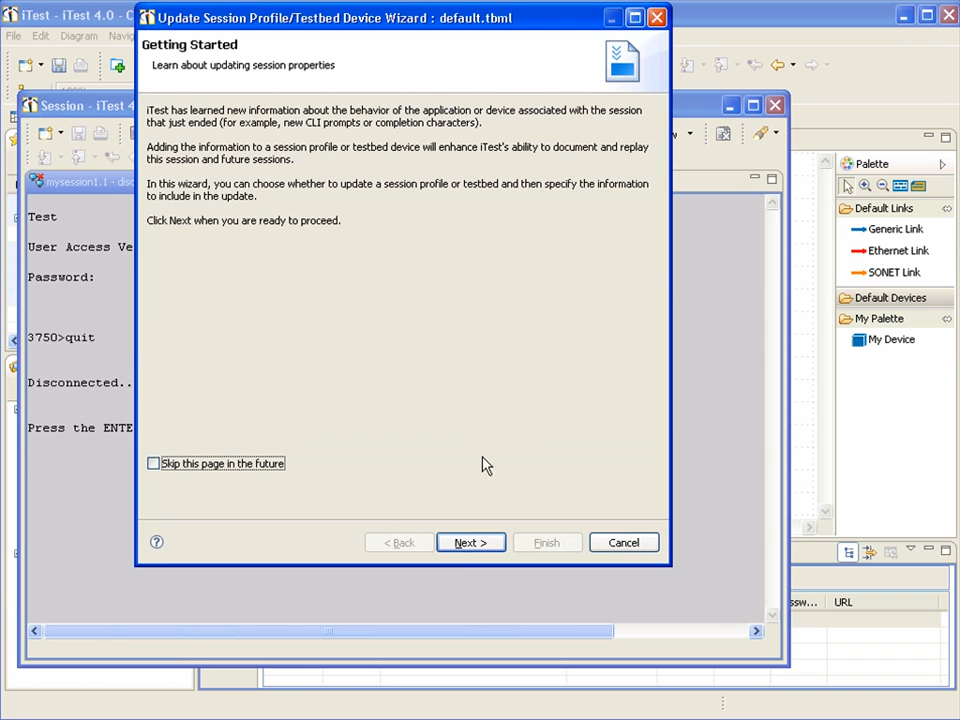 iTest - iTest 4.0 - C
Update Session Profile/Testbed Device Wizard : default.tbml
File Edit Diagram Navig
Getting Started
Learn about updating session properties
Session - iTest 4
mysession1.1 - disc
iTest has learned new information about the behavior of the application or device associated with the session
that just ended (for example, new CLI prompts or completion characters).
Adding the information to a session profile or testbed device will enhance iTest's ability to document and replay
this session and future sessions.
In this wizard, you can choose whether to update a session profile or testbed and then specify the information
to include in the update.
Click Next when you are ready to proceed.
Test
User Access Ve
Password:
3750>quit
Disconnected..
Press the ENTE
Skip this page in the future
< Back
Next >
Finish
Cancel
Palette
Default Links
Generic Link
Ethernet Link
SONET Link
Default Devices
My Palette
My Device
ssw...
URL